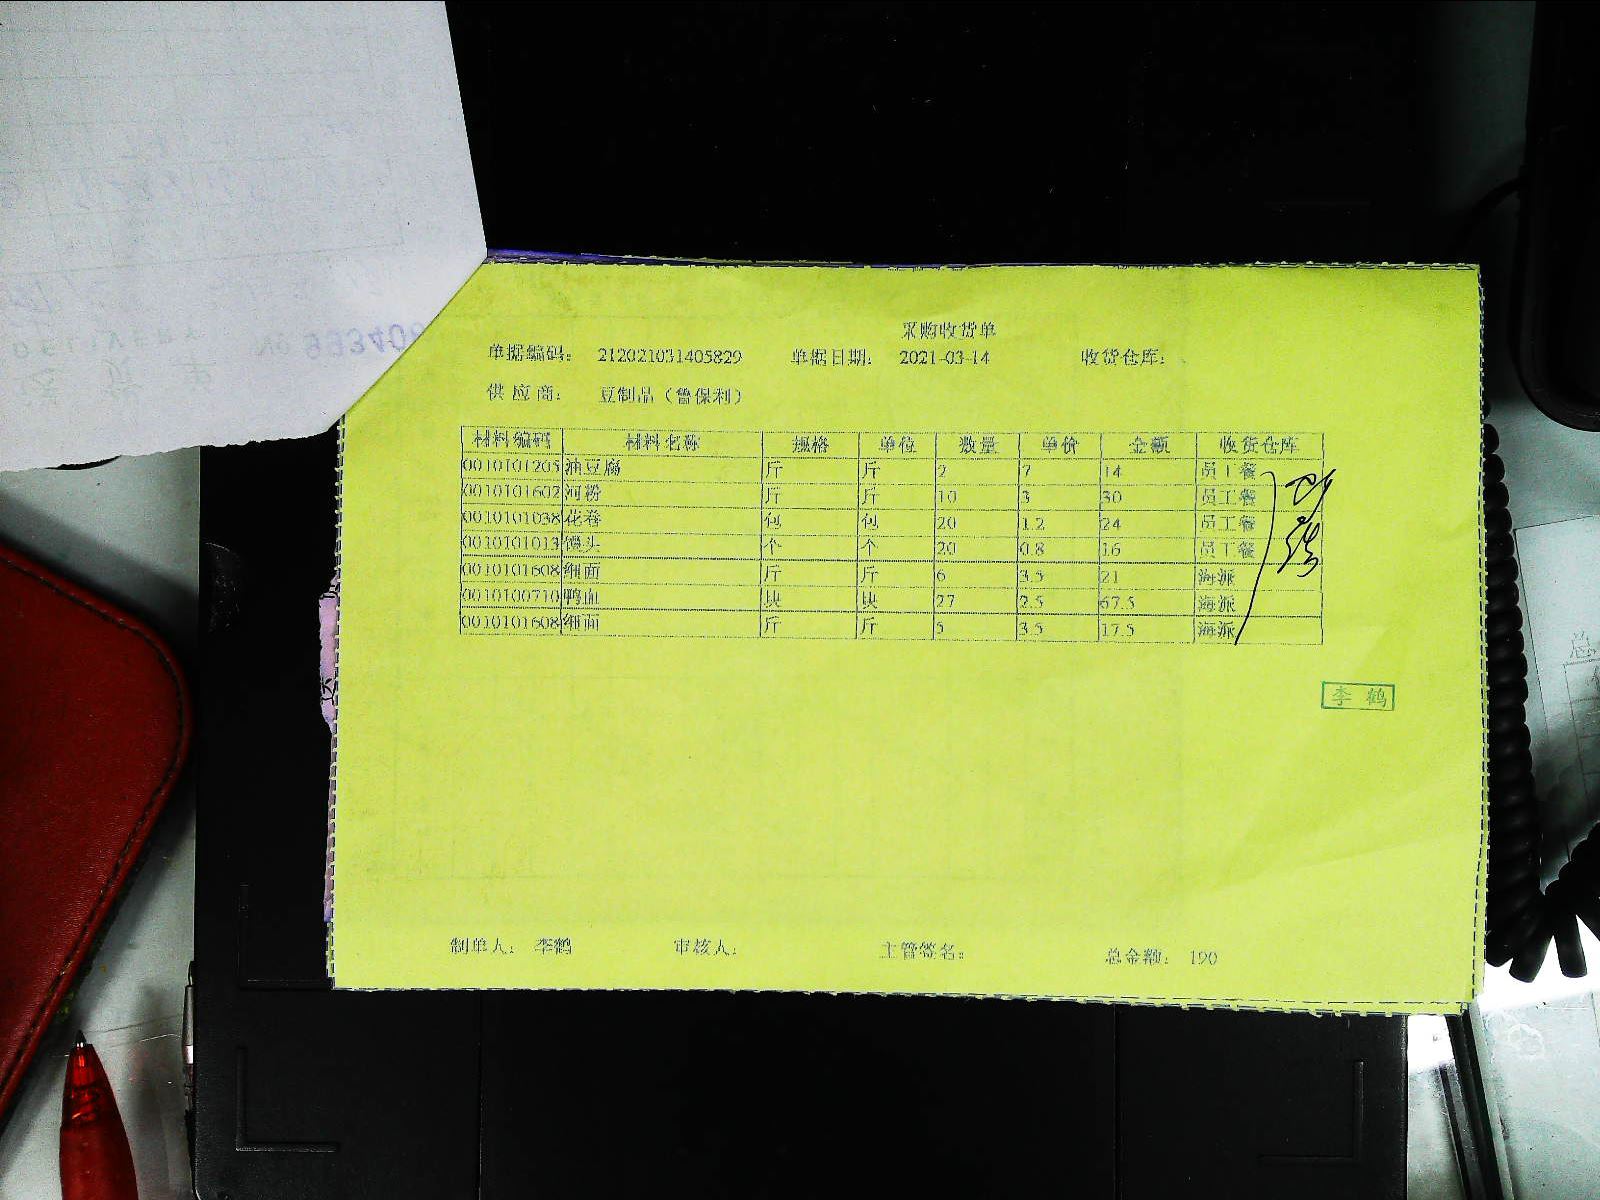 采购收货单
单据编码： 212021031405829 单据日期： 2021-03-14 收货仓库：
供应商： 豆制品（鲁保利）
材料编码 材料名称 规格 单位 数量 单价 金额 收货仓库
0010101205 油豆腐 斤 斤 2 7 14 员工餐
0010101602 河粉 斤 斤 10 3 30 员工餐
0010101038 花卷 包 包 20 1.2 24 员工餐
0010101013 馒头 个 个 20 0.8 16 员工餐
0010101608 细面 斤 斤 6 3.5 21 海派
0010100710 鸭血 块 块 27 2.5 67.5 海派
0010101608 细面 斤 斤 5 3.5 17.5 海派
李鹤
制单人： 李鹤 审核人： 主管签名： 总金额： 190